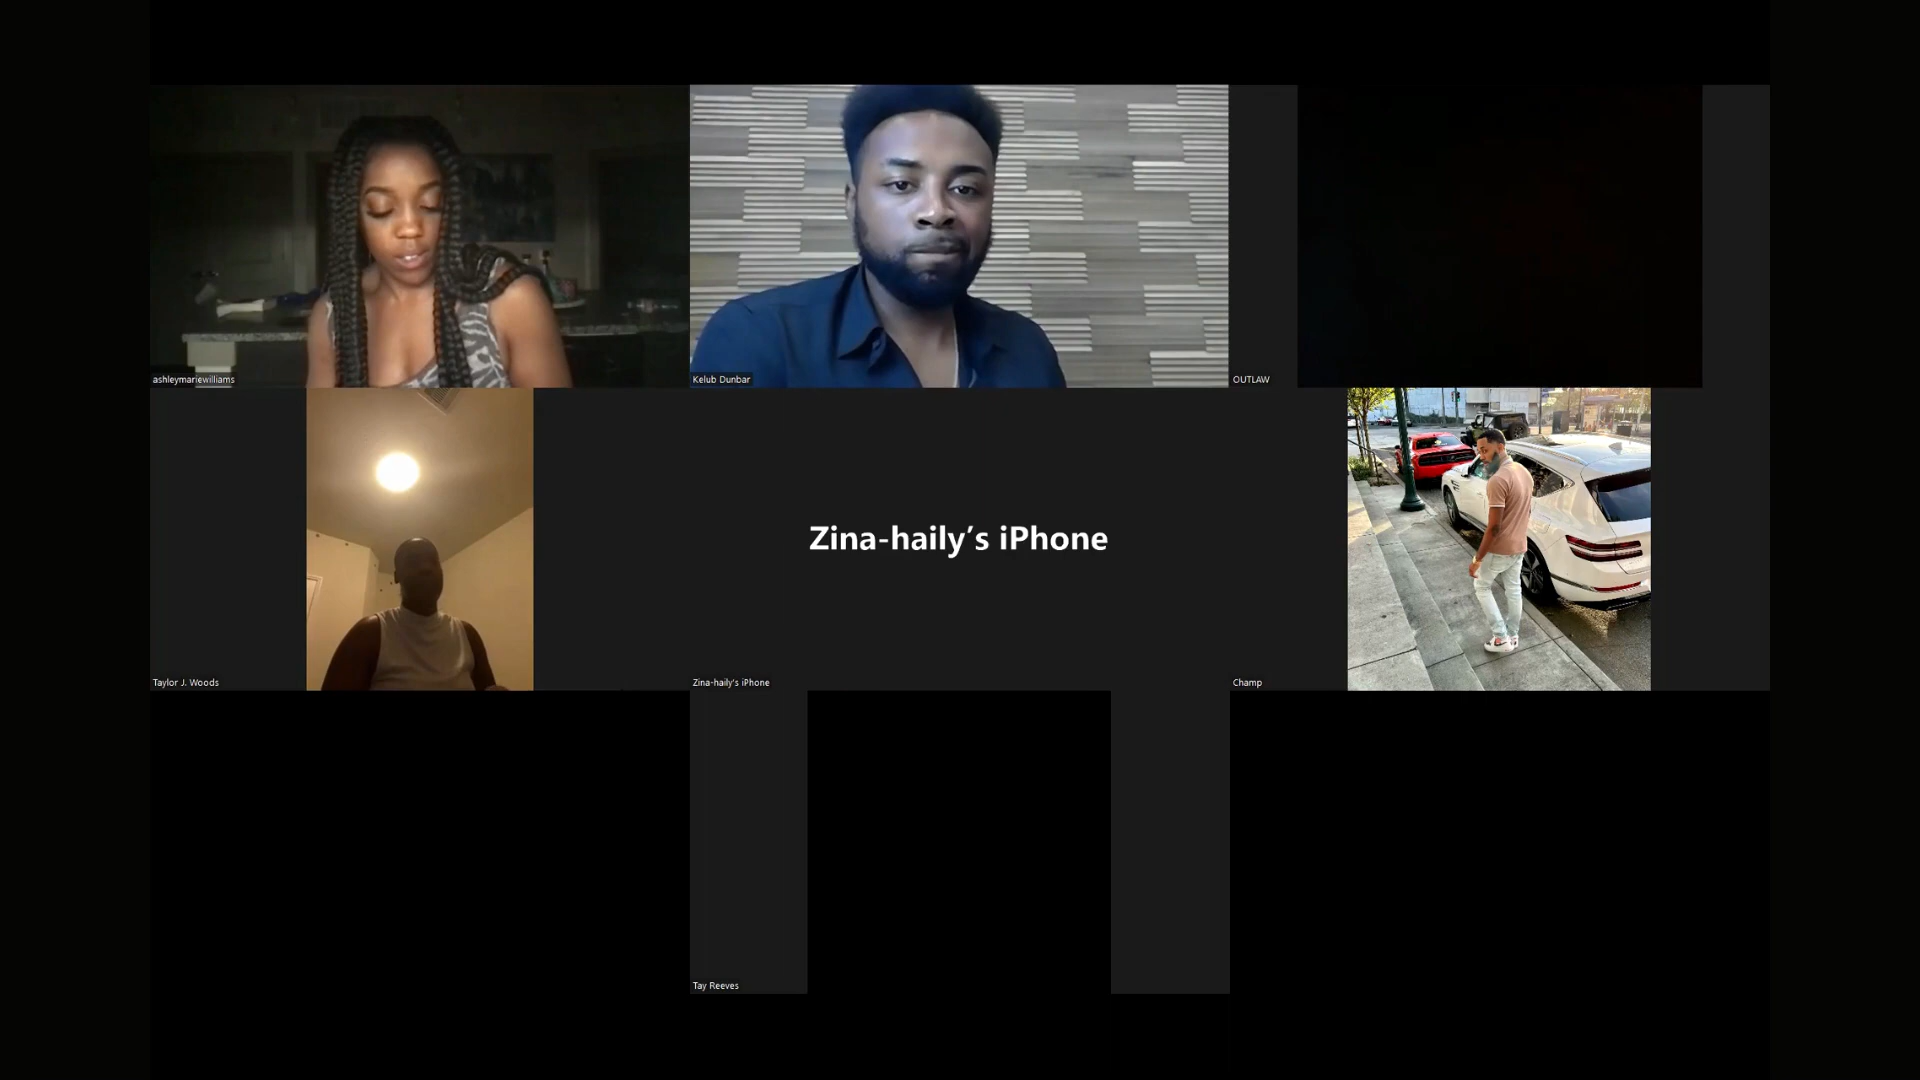 ashleymariewilliams
Kelub Dunbar
OUTLAW
Zina-haily's iPhone
Taylor J. Woods
Zina-haily's iPhone
Champ
Tay Reeves